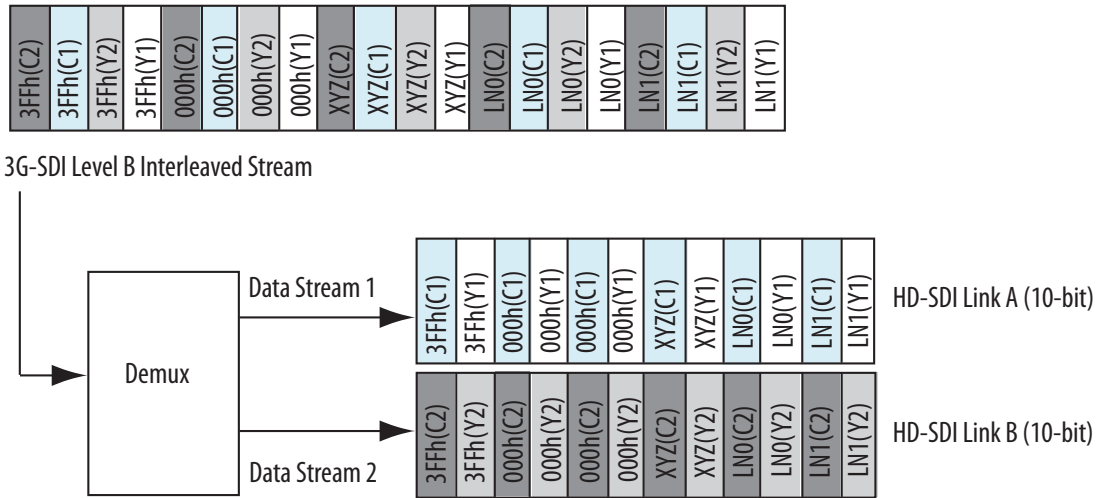 3FFh(C2) 3FFh(C1) 3FFh(Y2) 3FFh(Y1) 000h(C2) 000h(C1) 000h(Y2) 000h(Y1) XYZ(C2) XYZ(C1) XYZ(Y2) XYZ(Y1) LN0(C2) LN0(C1) LN0(Y2) LN0(Y1) LN1(C2) LN1(C1) LN1(Y2) LN1(Y1)
3G-SDI Level B Interleaved Stream
Demux
Data Stream 1
3FFh(C1) 3FFh(Y1) 000h(C1) 000h(Y1) 000h(C1) 000h(Y1) XYZ(C1) XYZ(Y1) LN0(C1) LN0(Y1) LN1(C1) LN1(Y1)
HD-SDI Link A (10-bit)
Data Stream 2
3FFh(C2) 3FFh(Y2) 000h(C2) 000h(Y2) 000h(C2) 000h(Y2) XYZ(C2) XYZ(Y2) LN0(C2) LN0(Y2) LN1(C2) LN1(Y2)
HD-SDI Link B (10-bit)